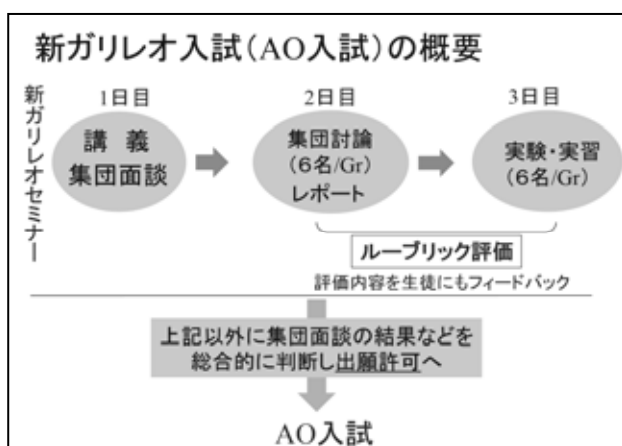 新ガリレオ入試(AO入試)の概要
新ガリレオセミナー
1日目
講 義
集団面談
2日目
集団討論
(6名/Gr)
レポート
3日目
実験・実習
(6名/Gr)
ルーブリック評価
評価内容を生徒にもフィードバック
上記以外に集団面談の結果などを
総合的に判断し出願許可へ
AO入試